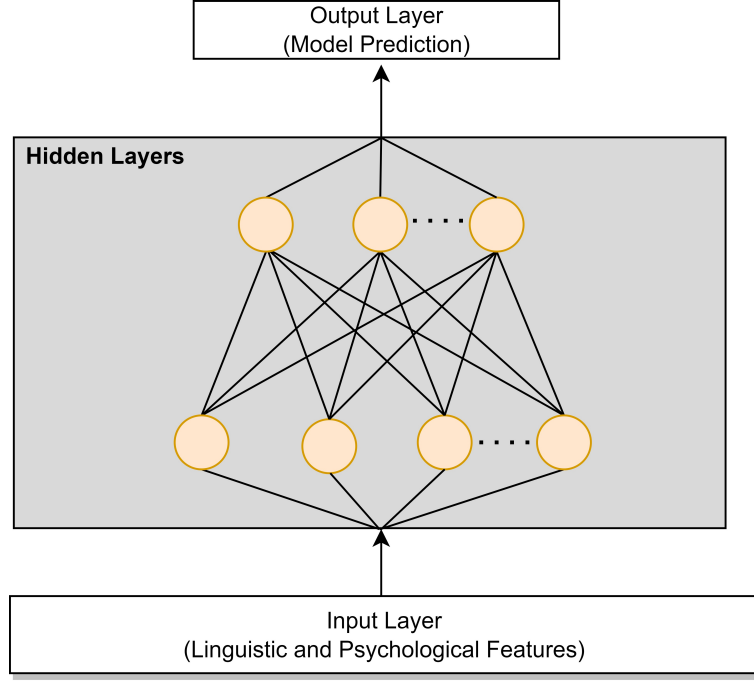 Output Layer
(Model Prediction)
Hidden Layers
Input Layer
(Linguistic and Psychological Features)